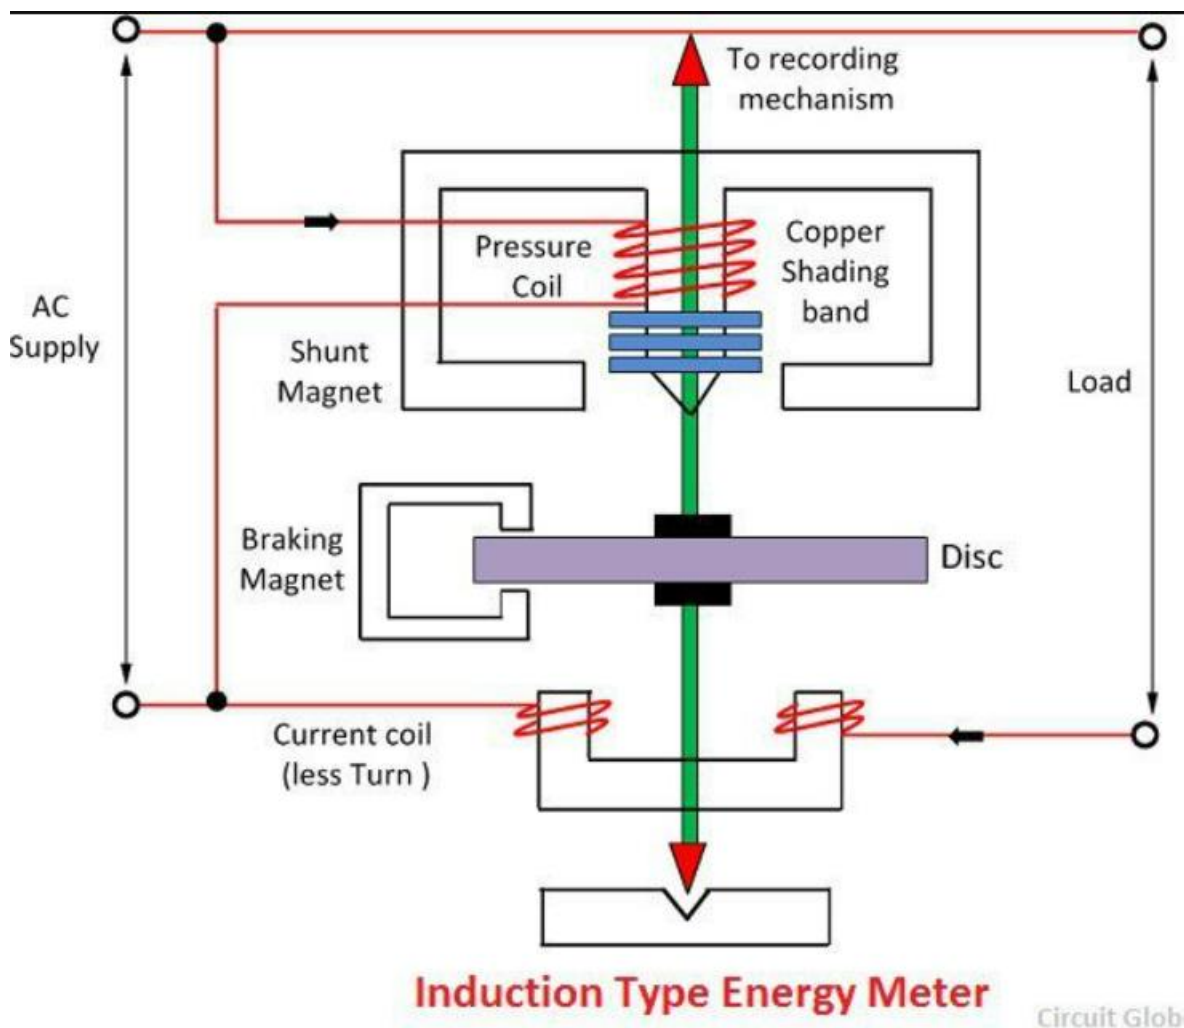 To recording
mechanism
Pressure
Coil
Copper
Shading
band
AC
Supply
Shunt
Magnet
Load
Braking
Magnet
Disc
Current coil
(less Turn )
Induction Type Energy Meter
Circuit Glob